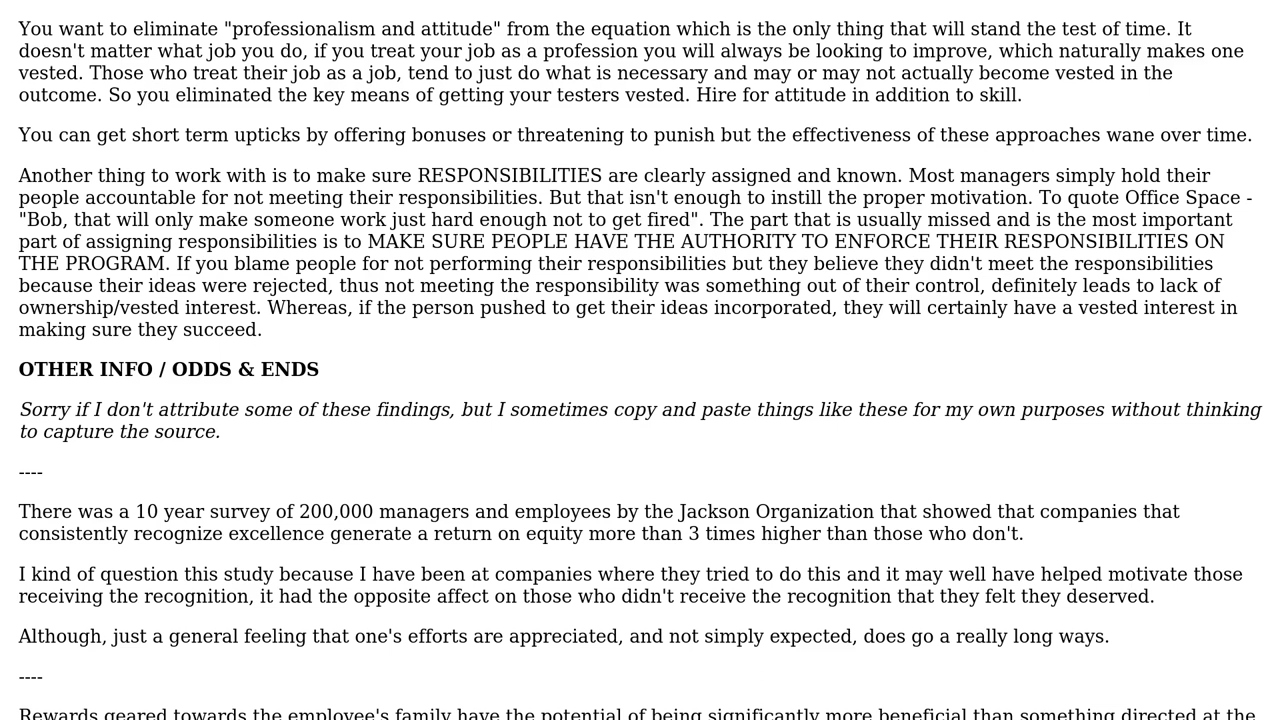 You want to eliminate "professionalism and attitude" from the equation which is the only thing that will stand the test of time. It
doesn't matter what job you do, if you treat your job as a profession you will always be looking to improve, which naturally makes one
vested. Those who treat their job as a job, tend to just do what is necessary and may or may not actually become vested in the
outcome. So you eliminated the key means of getting your testers vested. Hire for attitude in addition to skill.
You can get short term upticks by offering bonuses or threatening to punish but the effectiveness of these approaches wane over time.
Another thing to work with is to make sure RESPONSIBILITIES are clearly assigned and known. Most managers simply hold their
people accountable for not meeting their responsibilities. But that isn't enough to instill the proper motivation. To quote Office Space -
"Bob, that will only make someone work just hard enough not to get fired". The part that is usually missed and is the most important
part of assigning responsibilities is to MAKE SURE PEOPLE HAVE THE AUTHORITY TO ENFORCE THEIR RESPONSIBILITIES ON
THE PROGRAM. If you blame people for not performing their responsibilities but they believe they didn't meet the responsibilities
because their ideas were rejected, thus not meeting the responsibility was something out of their control, definitely leads to lack of
ownership/vested interest. Whereas, if the person pushed to get their ideas incorporated, they will certainly have a vested interest in
making sure they succeed.
OTHER INFO / ODDS & ENDS
Sorry if I don't attribute some of these findings, but I sometimes copy and paste things like these for my own purposes without thinking
to capture the source.
----
There was a 10 year survey of 200,000 managers and employees by the Jackson Organization that showed that companies that
consistently recognize excellence generate a return on equity more than 3 times higher than those who don't.
I kind of question this study because I have been at companies where they tried to do this and it may well have helped motivate those
receiving the recognition, it had the opposite affect on those who didn't receive the recognition that they felt they deserved.
Although, just a general feeling that one's efforts are appreciated, and not simply expected, does go a really long ways.
----
Rewards geared towards the employee's family have the potential of being significantly more beneficial than something directed at the